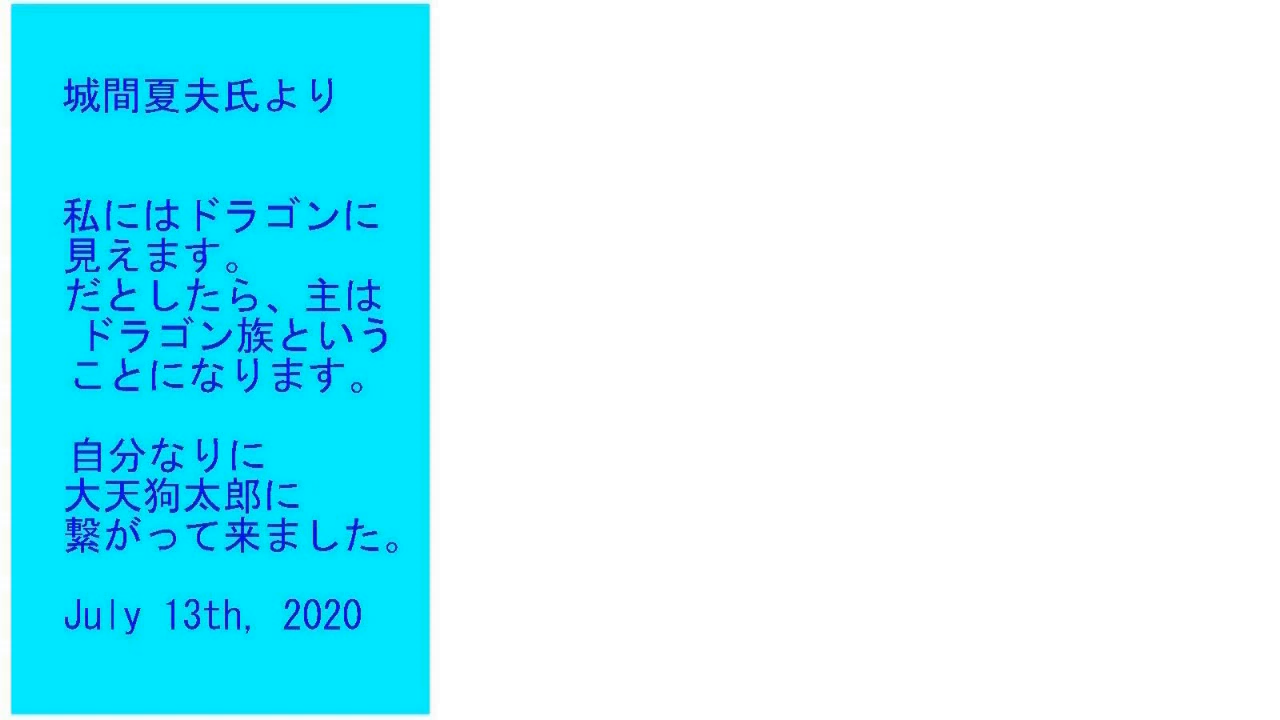 城間夏夫氏より
私にはドラゴンに
見えます。
だとしたら、主は
ドラゴン族という
ことになります。
自分なりに
大天狗太郎に
繋がって来ました。
July 13th, 2020